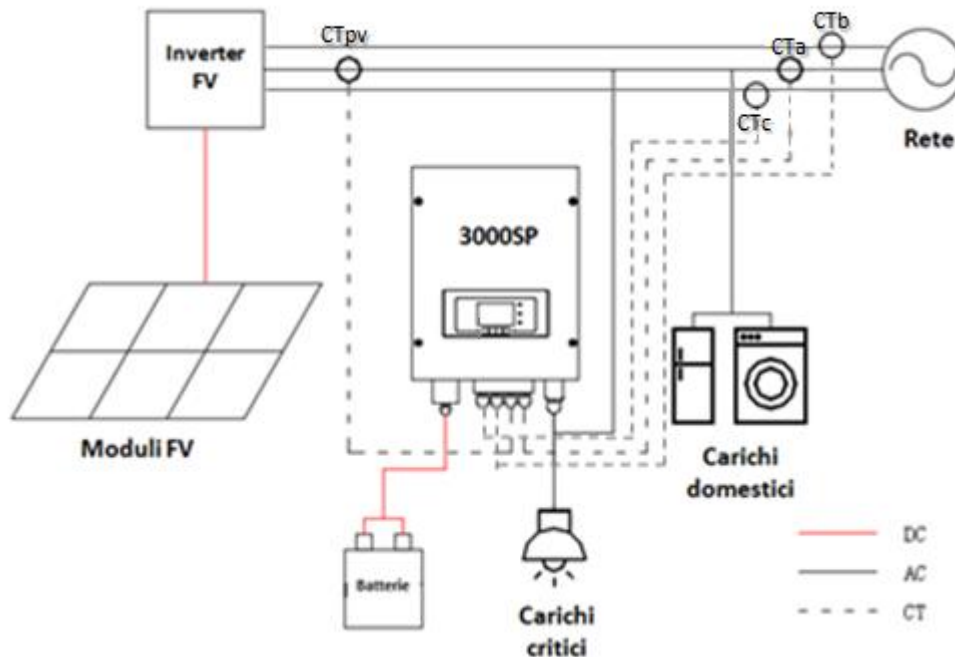 CTb
CTpv
CTa
Inverter
FV
CTc
Rete
3000SP
Moduli FV
Carichi
domestici
Batterie
Carichi
critici
DC
AC
CT